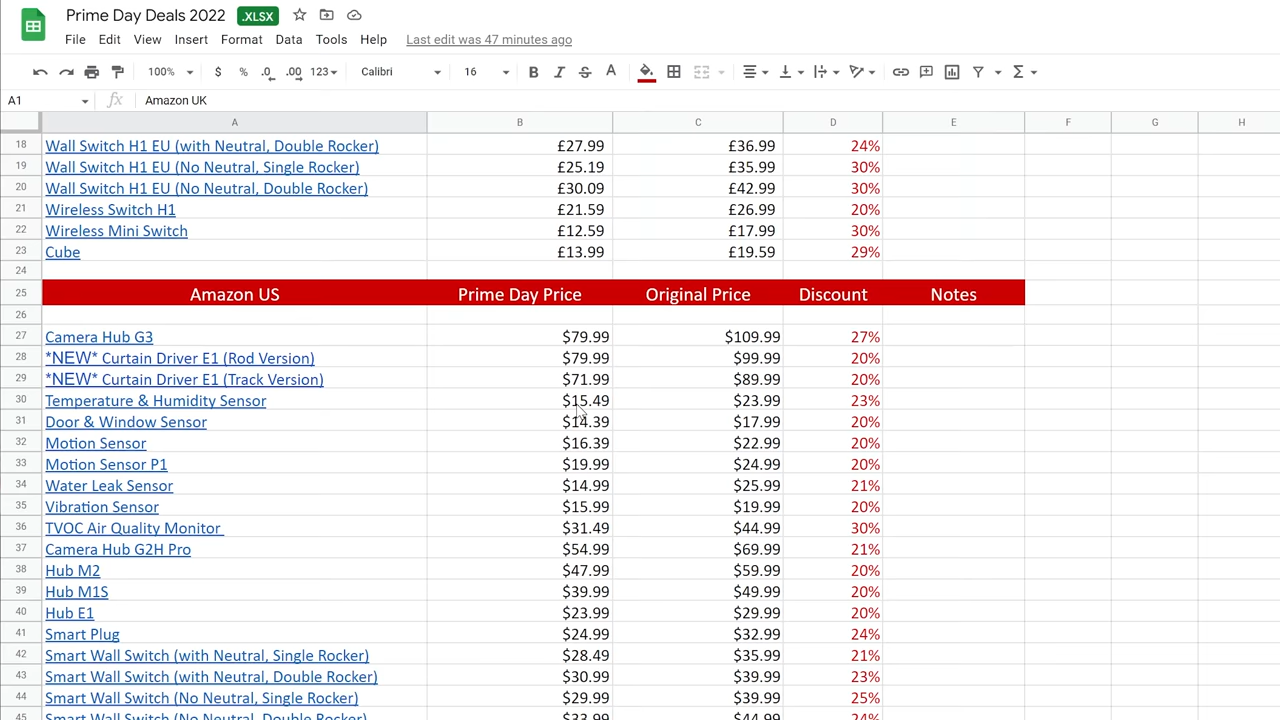 Prime Day Deals 2022 .XLSX
File Edit View Insert Format Data Tools Help Last edit was 47 minutes ago
100% $ % .0 .00 123 Calibri 16 B I S A
A1 fx Amazon UK
A B C D E F G H
18 Wall Switch H1 EU (with Neutral, Double Rocker) £27.99 £36.99 24%
19 Wall Switch H1 EU (No Neutral, Single Rocker) £25.19 £35.99 30%
20 Wall Switch H1 EU (No Neutral, Double Rocker) £30.09 £42.99 30%
21 Wireless Switch H1 £21.59 £26.99 20%
22 Wireless Mini Switch £12.59 £17.99 30%
23 Cube £13.99 £19.59 29%
24
25 Amazon US Prime Day Price Original Price Discount Notes
26
27 Camera Hub G3 $79.99 $109.99 27%
28 *NEW* Curtain Driver E1 (Rod Version) $79.99 $99.99 20%
29 *NEW* Curtain Driver E1 (Track Version) $71.99 $89.99 20%
30 Temperature & Humidity Sensor $15.49 $23.99 23%
31 Door & Window Sensor $14.39 $17.99 20%
32 Motion Sensor $16.39 $22.99 20%
33 Motion Sensor P1 $19.99 $24.99 20%
34 Water Leak Sensor $14.99 $25.99 21%
35 Vibration Sensor $15.99 $19.99 20%
36 TVOC Air Quality Monitor $31.49 $44.99 30%
37 Camera Hub G2H Pro $54.99 $69.99 21%
38 Hub M2 $47.99 $59.99 20%
39 Hub M1S $39.99 $49.99 20%
40 Hub E1 $23.99 $29.99 20%
41 Smart Plug $24.99 $32.99 24%
42 Smart Wall Switch (with Neutral, Single Rocker) $28.49 $35.99 21%
43 Smart Wall Switch (with Neutral, Double Rocker) $30.99 $39.99 23%
44 Smart Wall Switch (No Neutral, Single Rocker) $29.99 $39.99 25%
45 Smart Wall Switch (No Neutral, Double Rocker) $33.99 $44.99 24%